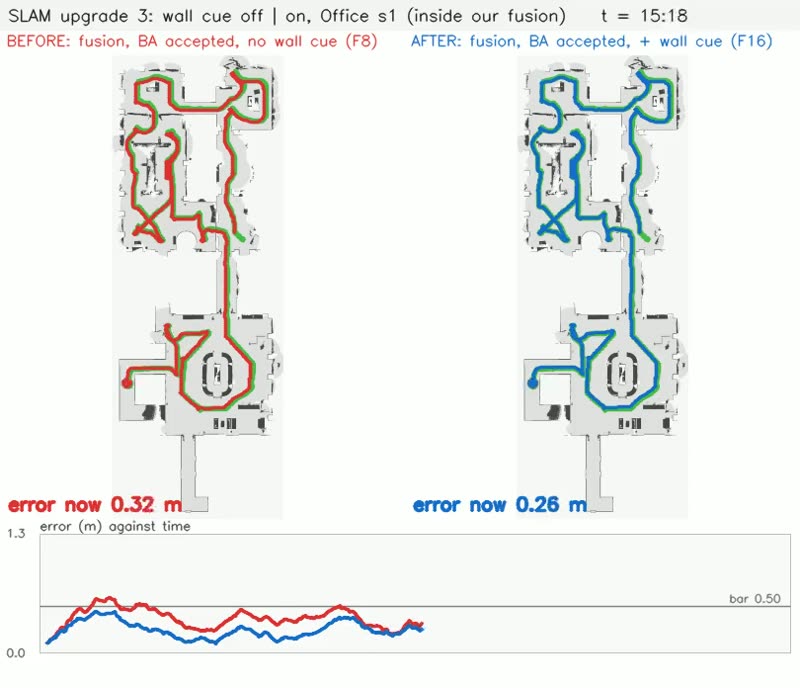 SLAM upgrade 3: wall cue off | on, Office s1 (inside our fusion) t = 15:18
BEFORE: fusion, BA accepted, no wall cue (F8)
AFTER: fusion, BA accepted, + wall cue (F16)
error now 0.32 m
error now 0.26 m
error (m) against time
1.3
bar 0.50
0.0